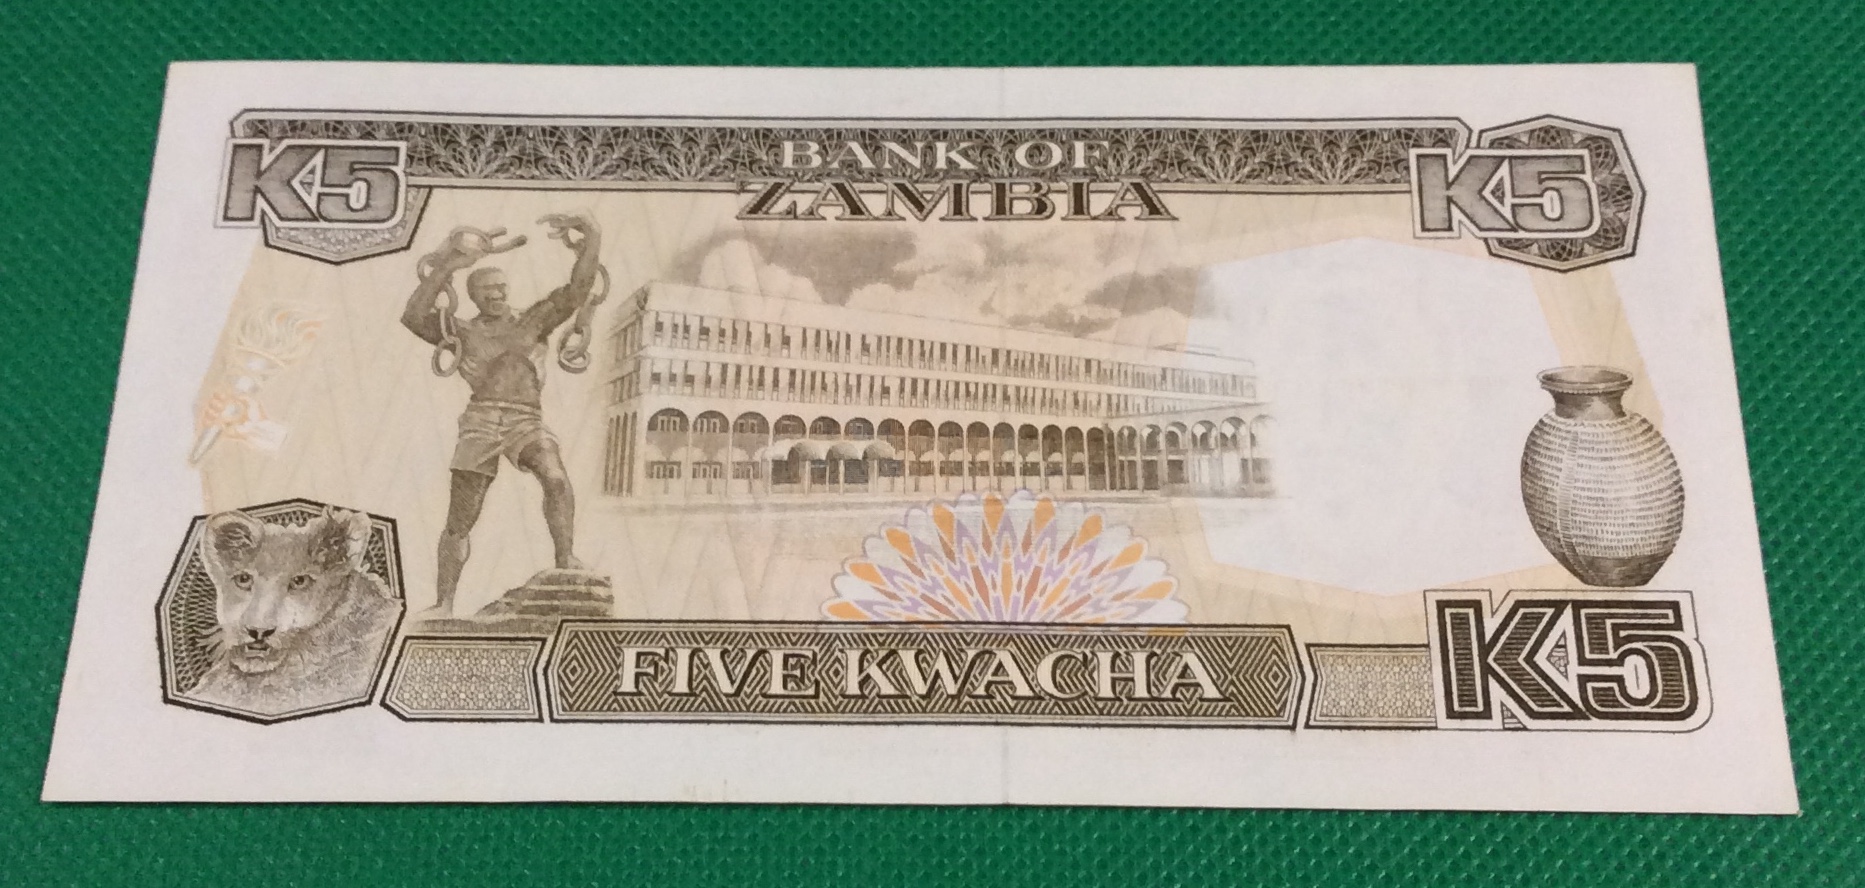 K5
BANK OF
ZAMBIA
K5
FIVE KWACHA
K5